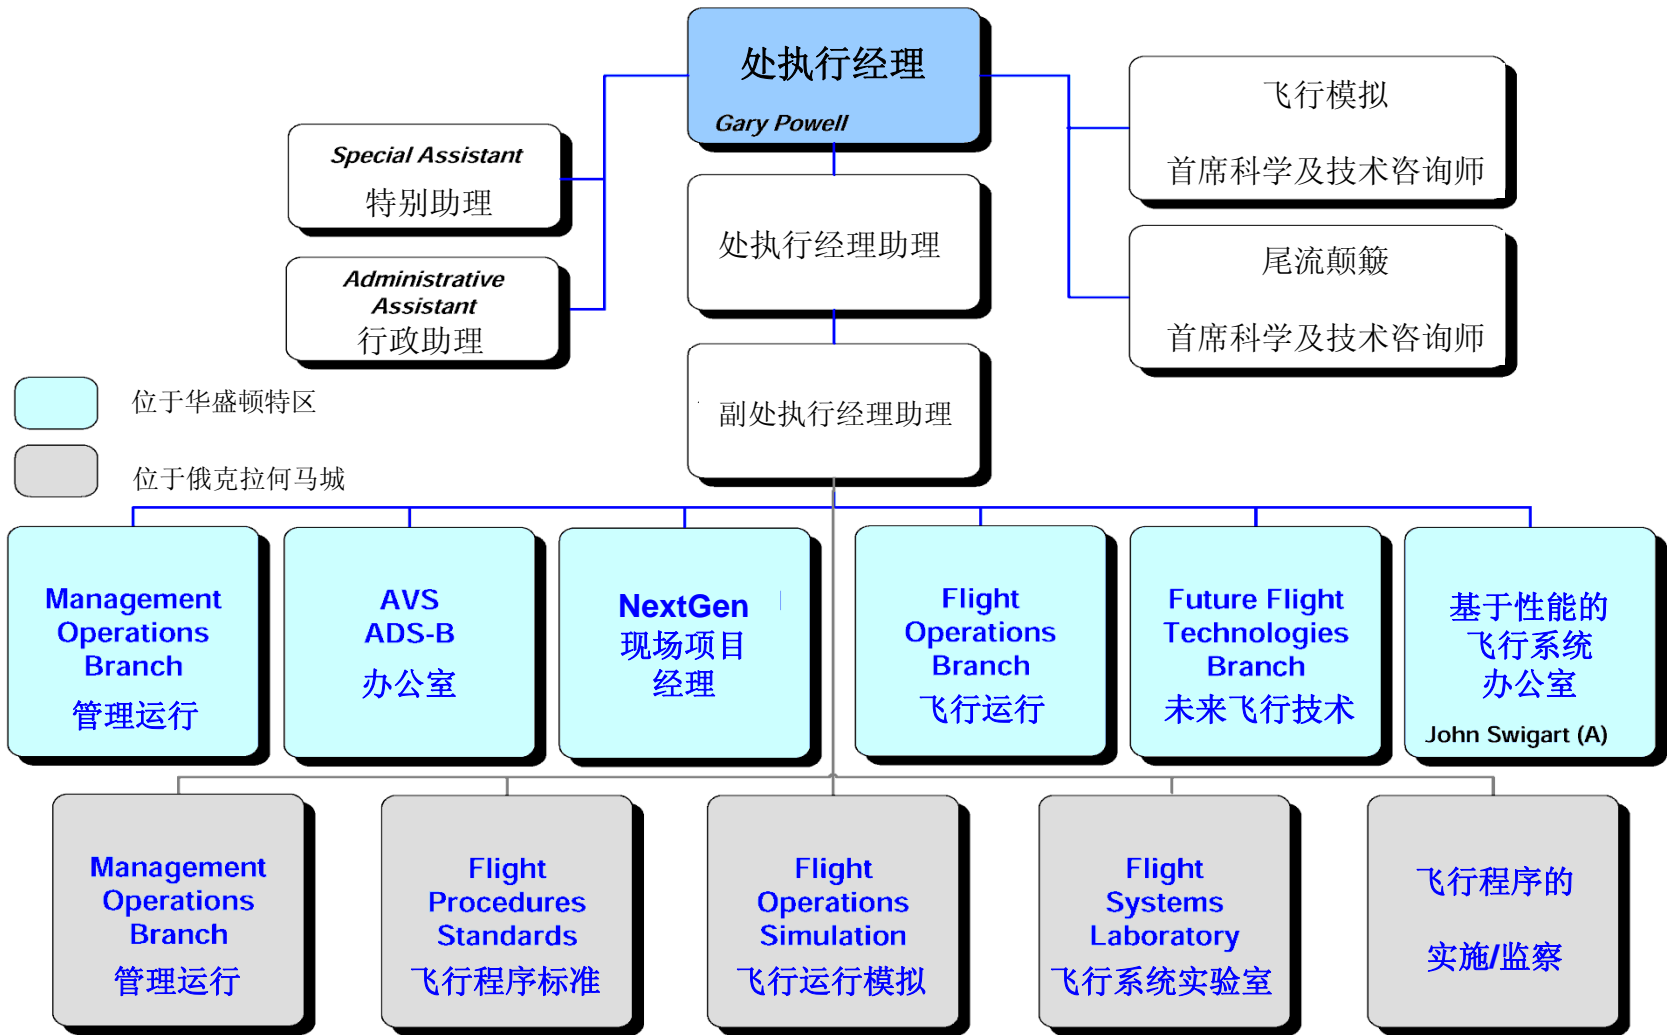 处执行经理
Gary Powell
飞行模拟
首席科学及技术咨询师
Special Assistant
特别助理
处执行经理助理
尾流颠簸
首席科学及技术咨询师
Administrative
Assistant
行政助理
副处执行经理助理
位于华盛顿特区
位于俄克拉何马城
Management
Operations
Branch
管理运行
AVS
ADS-B
办公室
NextGen
现场项目
经理
Flight
Operations
Branch
飞行运行
Future Flight
Technologies
Branch
未来飞行技术
基于性能的
飞行系统
办公室
John Swigart (A)
Management
Operations
Branch
管理运行
Flight
Procedures
Standards
飞行程序标准
Flight
Operations
Simulation
飞行运行模拟
Flight
Systems
Laboratory
飞行系统实验室
飞行程序的
实施/监察